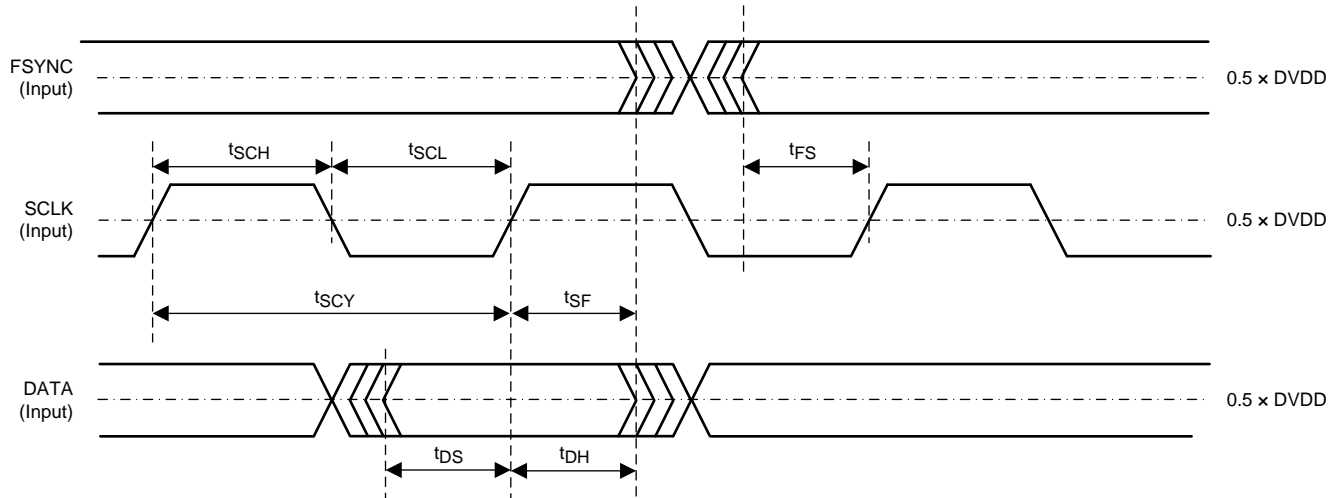 FSYNC
(Input)
0.5 × DVDD
tSCH
tSCL
tFS
SCLK
(Input)
0.5 × DVDD
tSCY
tSF
DATA
(Input)
0.5 × DVDD
tDS
tDH